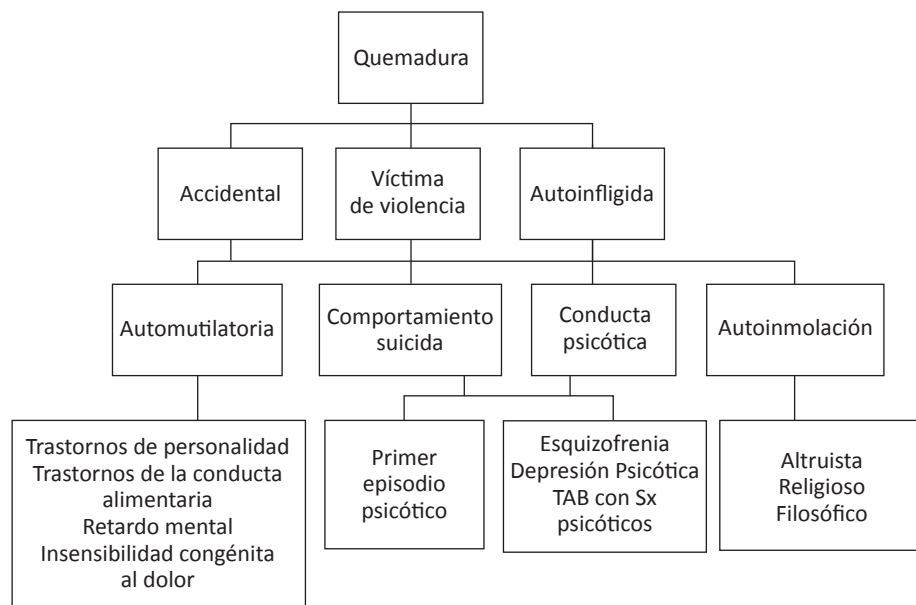 Quemadura
Accidental
Víctima
de violencia
Autoinfligida
Automutilatoria
Comportamiento
suicida
Conducta
psicótica
Autoinmolación
Trastornos de personalidad
Trastornos de la conducta
alimentaria
Retardo mental
Insensibilidad congénita
al dolor
Primer
episodio
psicótico
Esquizofrenia
Depresión Psicótica
TAB con Sx
psicóticos
Altruista
Religioso
Filosófico